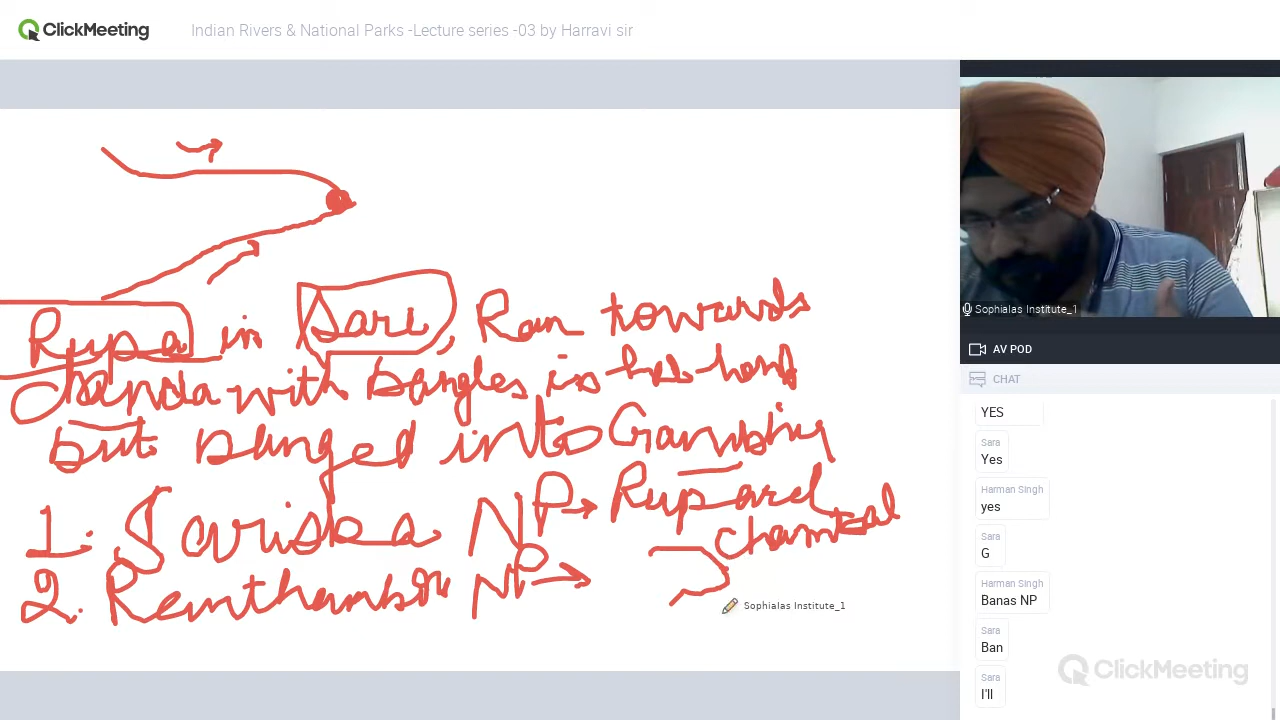 ClickMeeting
Indian Rivers & National Parks -Lecture series -03 by Harravi sir
Rupa in Sari, Ran towards
Chanda with Bangles in her hand
but Banged into Gambhir
1. Sariska NP → Ruparel
2. Ranthambore NP →
Chambal
Sophialas Institute_1
Sophialas Institute_1
AV POD
CHAT
YES
Sara
Yes
Harman Singh
yes
Sara
G
Harman Singh
Banas NP
Sara
Ban
Sara
I'll
ClickMeeting